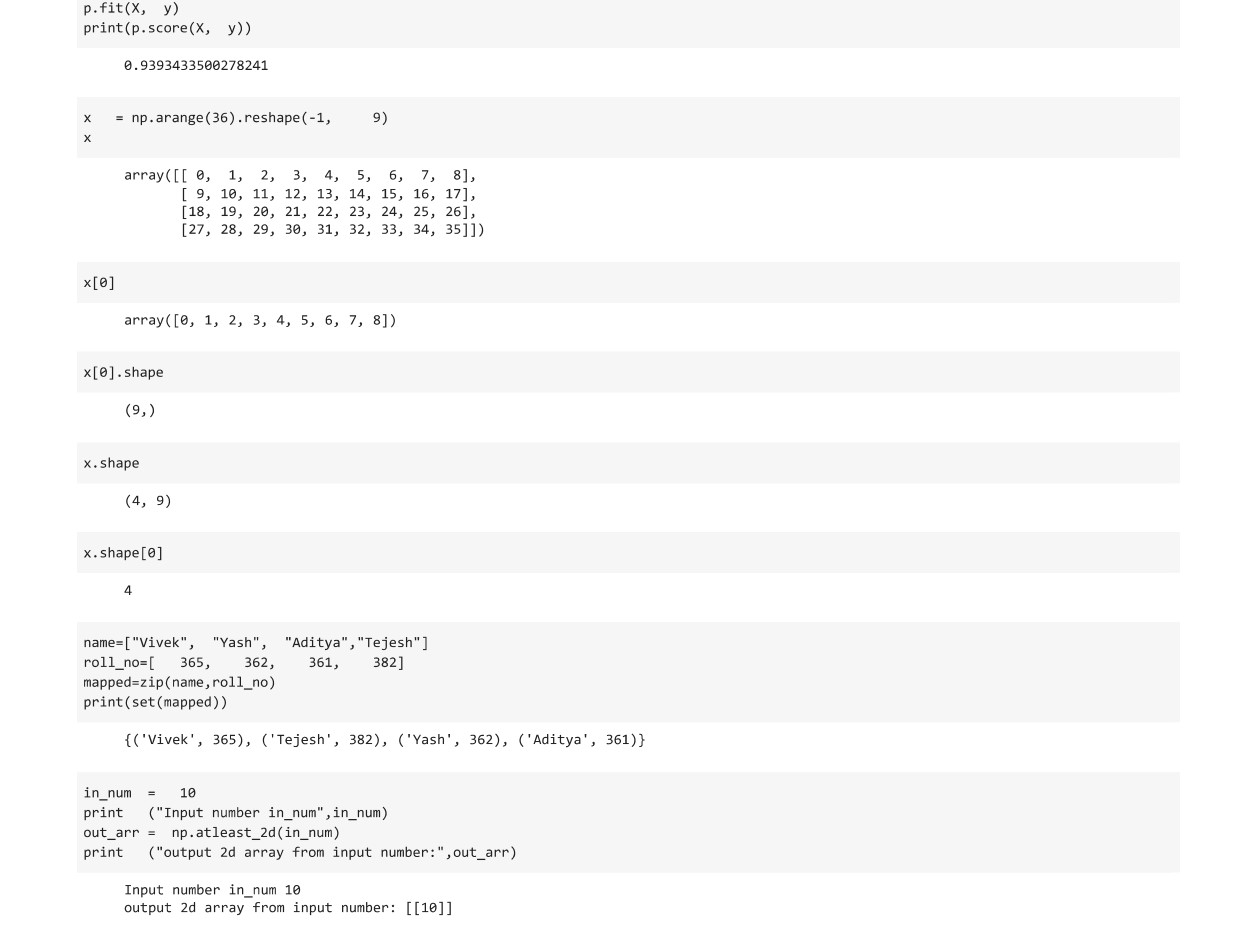 p.fit(X,  y)
print(p.score(X,  y))
0.9393433500278241
x   = np.arange(36).reshape(-1,     9)
x
array([[ 0,  1,  2,  3,  4,  5,  6,  7,  8],
       [ 9, 10, 11, 12, 13, 14, 15, 16, 17],
       [18, 19, 20, 21, 22, 23, 24, 25, 26],
       [27, 28, 29, 30, 31, 32, 33, 34, 35]])
x[0]
array([0, 1, 2, 3, 4, 5, 6, 7, 8])
x[0].shape
(9,)
x.shape
(4, 9)
x.shape[0]
4
name=["Vivek",  "Yash",  "Aditya","Tejesh"]
roll_no=[   365,    362,    361,    382]
mapped=zip(name,roll_no)
print(set(mapped))
{('Vivek', 365), ('Tejesh', 382), ('Yash', 362), ('Aditya', 361)}
in_num  =   10
print   ("Input number in_num",in_num)
out_arr =  np.atleast_2d(in_num)
print   ("output 2d array from input number:",out_arr)
Input number in_num 10
output 2d array from input number: [[10]]